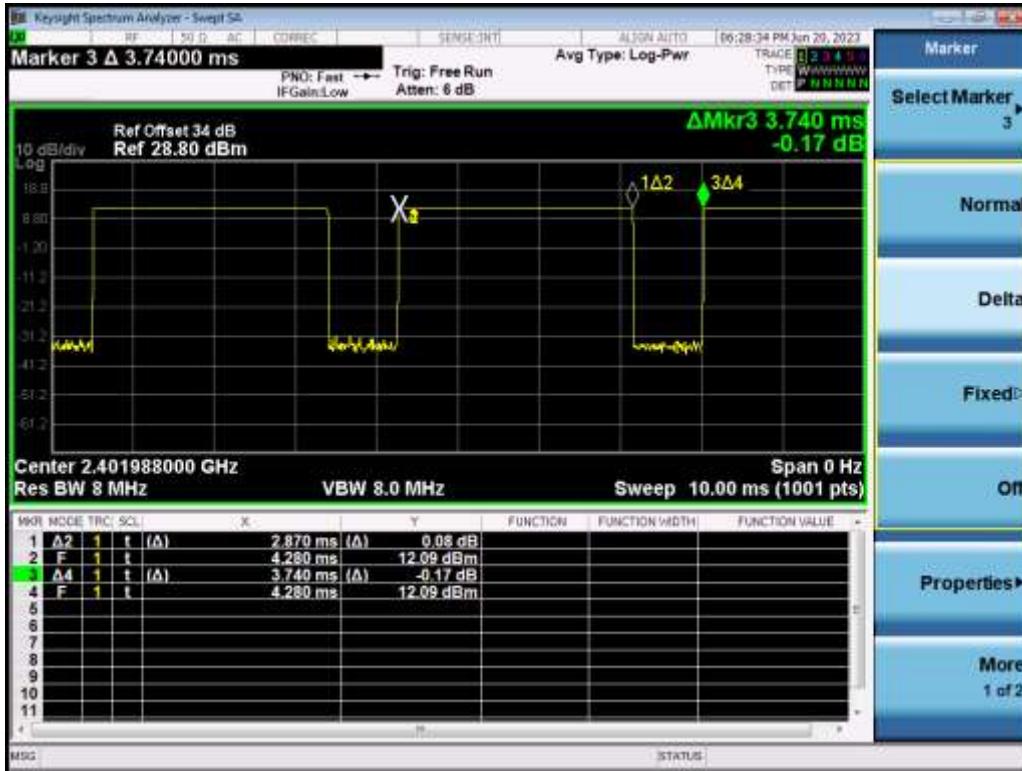 Keysight Spectrum Analyzer - Swept SA
RF 50 Ω AC CORREC SENSE:INT ALIGN AUTO 06:28:34 PM Jun 20, 2023
Marker 3 Δ 3.74000 ms
PNO: Fast
IFGain:Low
Trig: Free Run
Atten: 6 dB
Avg Type: Log-Pwr
TRACE 1 2 3 4 5 6
TYPE
DET P N N N N N
Ref Offset 34 dB
10 dB/div Ref 28.80 dBm
Log
ΔMkr3 3.740 ms
-0.17 dB
1Δ2 3Δ4
18.8
8.80
-1.20
-11.2
-21.2
-31.2
-41.2
-51.2
-61.2
Center 2.401988000 GHz Span 0 Hz
Res BW 8 MHz VBW 8.0 MHz Sweep 10.00 ms (1001 pts)
MKR MODE TRC SCL X Y FUNCTION FUNCTION WIDTH FUNCTION VALUE
1 Δ2 1 t (Δ) 2.870 ms (Δ) 0.08 dB
2 F 1 t 4.280 ms 12.09 dBm
3 Δ4 1 t (Δ) 3.740 ms (Δ) -0.17 dB
4 F 1 t 4.280 ms 12.09 dBm
5
6
7
8
9
10
11
MSG STATUS
Marker
Select Marker
3
Normal
Delta
Fixed
Off
Properties
More
1 of 2